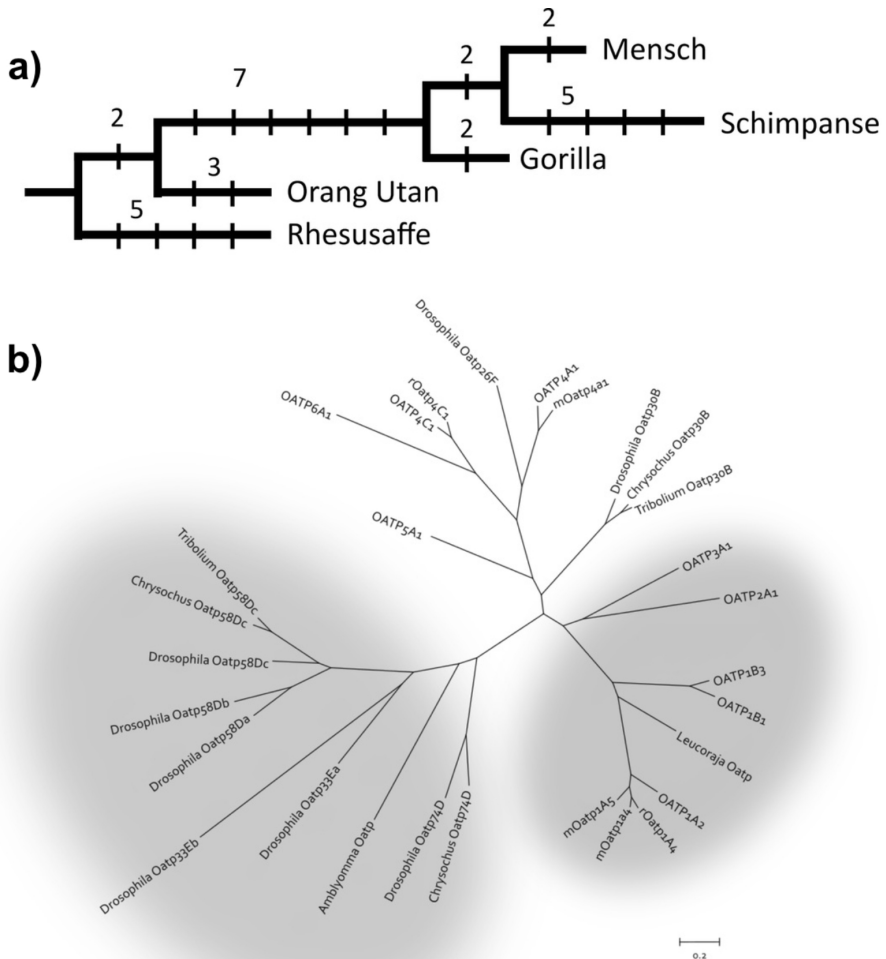 a)
2
2
Mensch
7
5
Schimpanse
2
2
Gorilla
3
Orang Utan
5
Rhesusaffe
b)
Drosophila Oatp26F
OATP4A1
mOatp4a1
rOatp4C1
OATP4C1
OATP6A1
Drosophila Oatp30B
Chrysochus Oatp30B
Tribolium Oatp30B
OATP5A1
OATP3A1
OATP2A1
Tribolium Oatp58Dc
Chrysochus Oatp58Dc
Drosophila Oatp58Dc
Drosophila Oatp58Db
Drosophila Oatp58Da
OATP1B3
OATP1B1
Leucoraja Oatp
OATP1A2
rOatp1A4
mOatp1a4
mOatp1A5
Drosophila Oatp33Ea
Drosophila Oatp33Eb
Amblyomma Oatp
Drosophila Oatp74D
Chrysochus Oatp74D
0.2